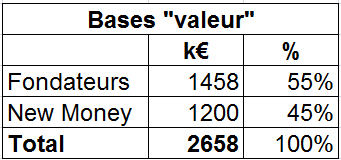 Bases "valeur"
k€ %
Fondateurs 1458 55%
New Money 1200 45%
Total 2658 100%